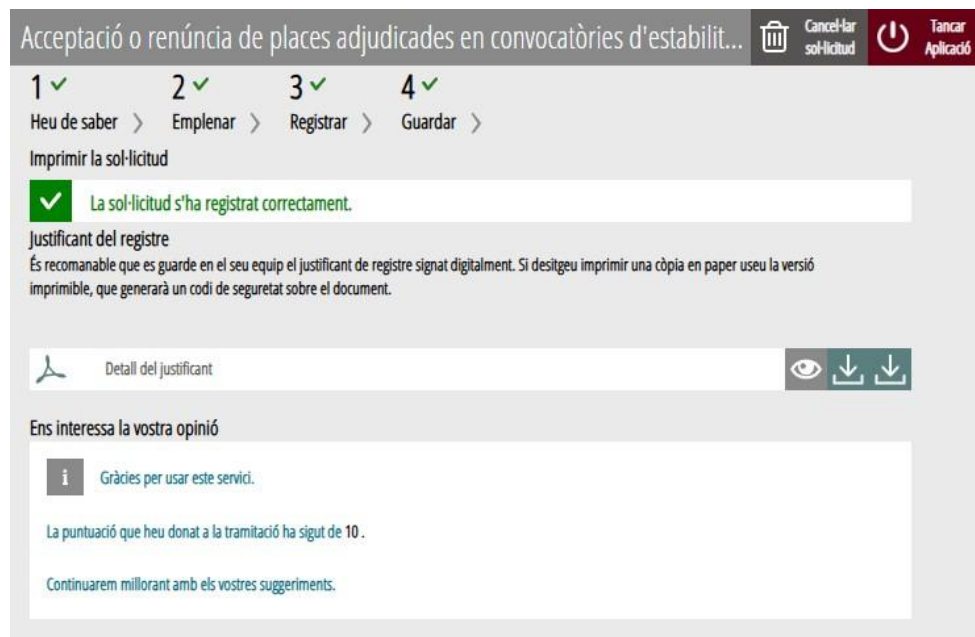 Acceptació o renúncia de places adjudicades en convocatòries d'estabilit...
Cancel·lar
sol·licitud
Tancar
Aplicació
1
2
3
4
Heu de saber
Emplenar
Registrar
Guardar
Imprimir la sol·licitud
La sol·licitud s'ha registrat correctament.
Justificant del registre
És recomanable que es guarde en el seu equip el justificant de registre signat digitalment. Si desitgeu imprimir una còpia en paper useu la versió
imprimible, que generarà un codi de seguretat sobre el document.
Detall del justificant
Ens interessa la vostra opinió
i
Gràcies per usar este servici.
La puntuació que heu donat a la tramitació ha sigut de 10 .
Continuarem millorant amb els vostres suggeriments.